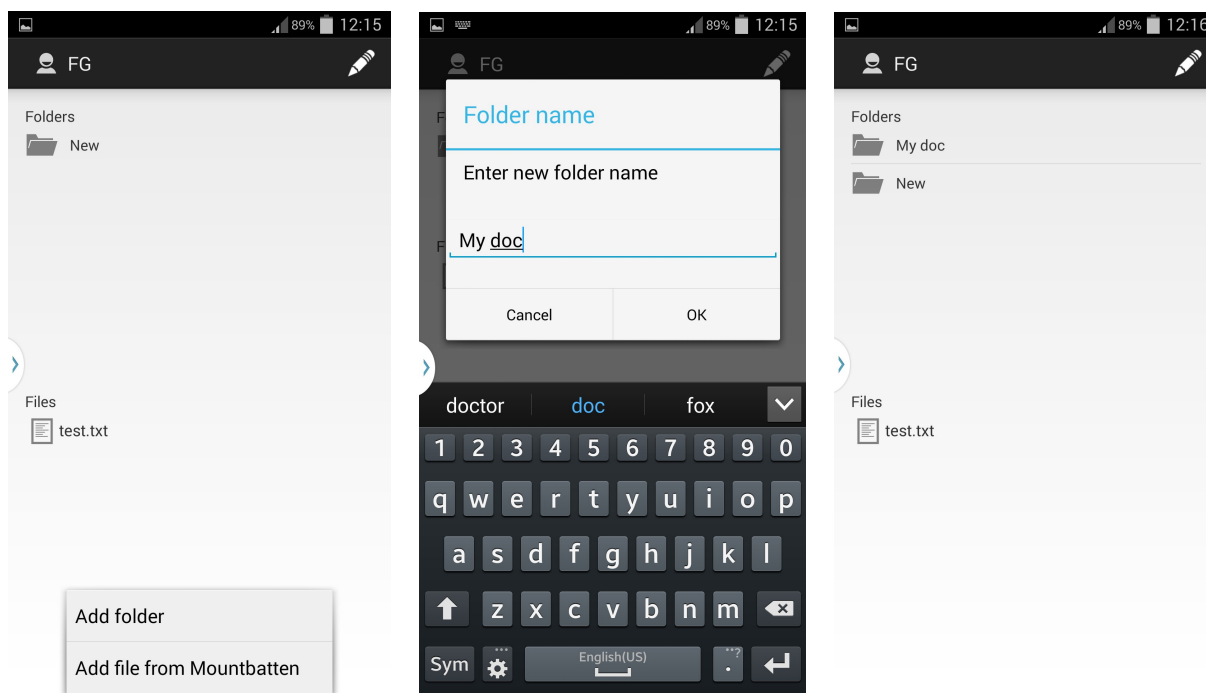 89% 12:15
FG
Folders
New
Files
test.txt
Add folder
Add file from Mountbatten
89% 12:15
FG
F
Folder name
Enter new folder name
My doc
F
Cancel
OK
doctor doc fox
1 2 3 4 5 6 7 8 9 0
q w e r t y u i o p
a s d f g h j k l
z x c v b n m
Sym English(US) ...? .
89% 12:16
FG
Folders
My doc
New
Files
test.txt